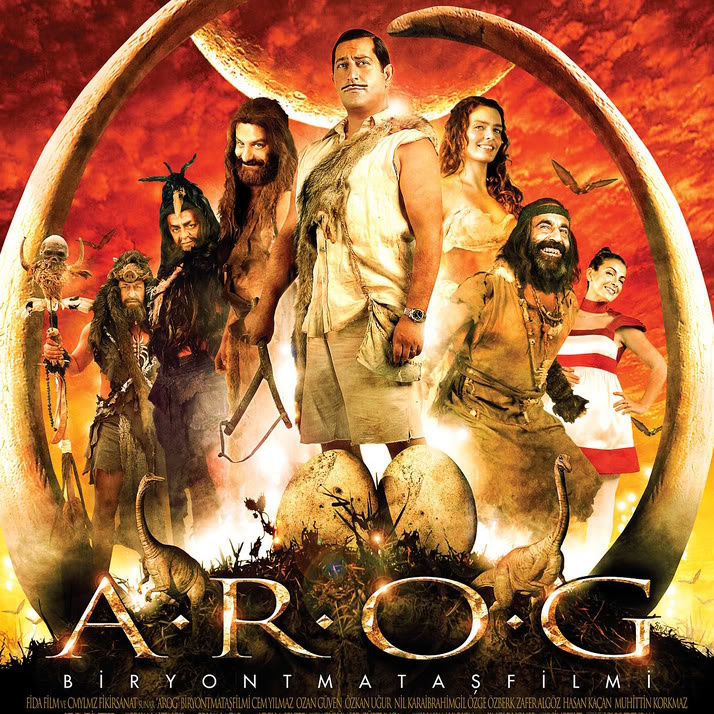 A·R·O·G
BİRYONTMATAŞFİLMİ
FİDA FİLM VE CMYLMZ FİKİRSANAT SUNAR 'AROG' BİRYONTMATAŞFİLMİ CEM YILMAZ OZAN GÜVEN ÖZKAN UĞUR NİL KARAİBRAHİMGİL ÖZGE ÖZBERK ZAFER ALGÖZ HASAN KAÇAN MUHİTTİN KORKMAZ